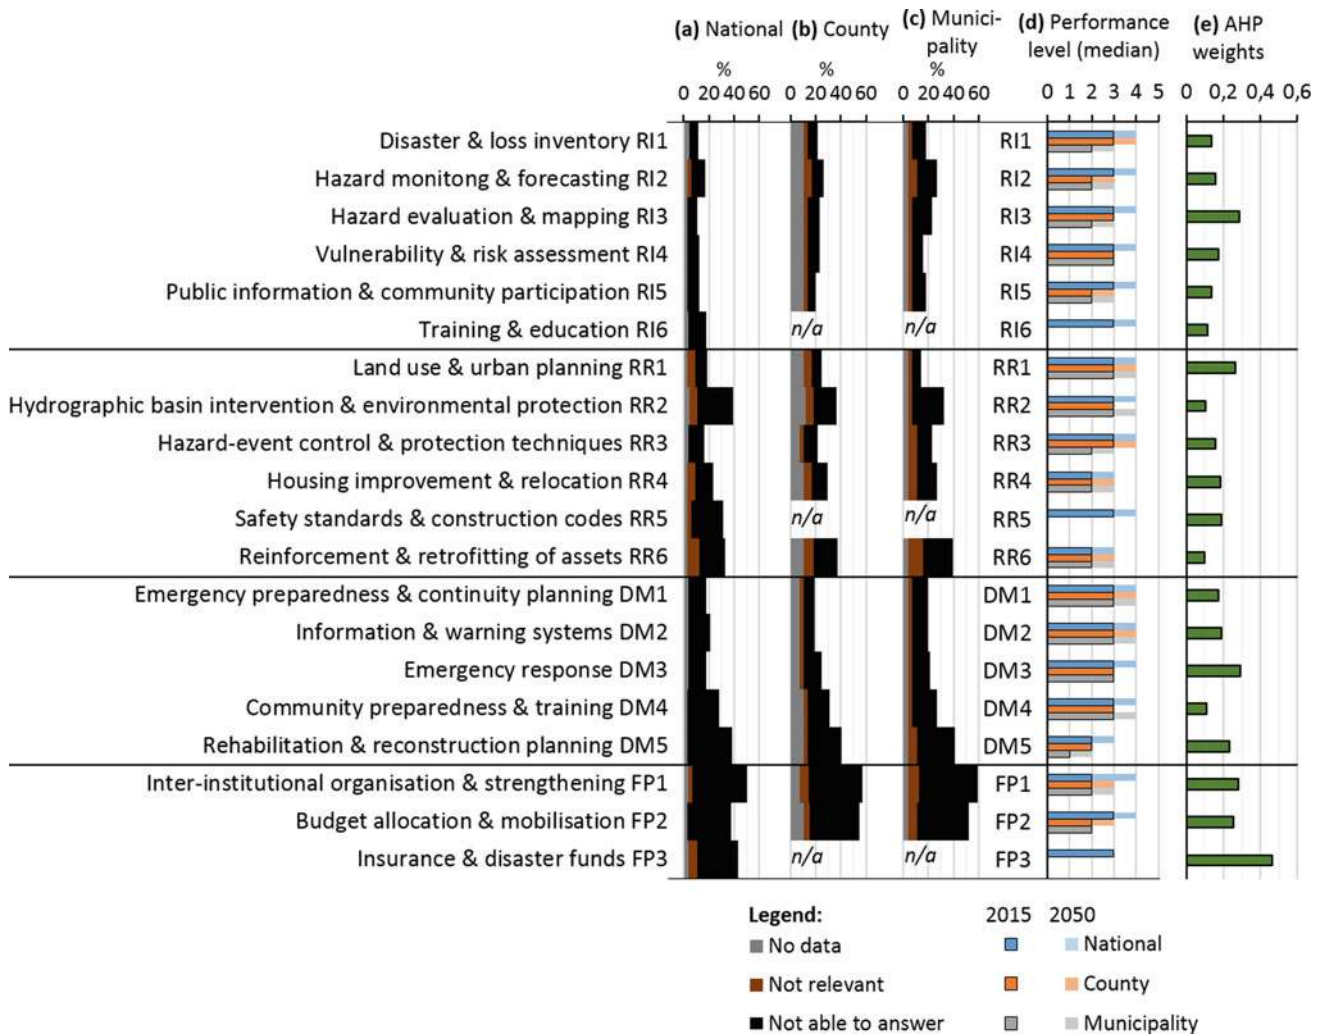 (a) National (b) County (c) Munici-
pality
(d) Performance
level (median)
(e) AHP
weights
% % %
0 20 40 60 0 20 40 60 0 20 40 60 0 1 2 3 4 5 0 0,2 0,4 0,6
Disaster & loss inventory RI1 RI1
Hazard monitong & forecasting RI2 RI2
Hazard evaluation & mapping RI3 RI3
Vulnerability & risk assessment RI4 RI4
Public information & community participation RI5 RI5
Training & education RI6 n/a n/a RI6
Land use & urban planning RR1 RR1
Hydrographic basin intervention & environmental protection RR2 RR2
Hazard-event control & protection techniques RR3 RR3
Housing improvement & relocation RR4 RR4
Safety standards & construction codes RR5 n/a n/a RR5
Reinforcement & retrofitting of assets RR6 RR6
Emergency preparedness & continuity planning DM1 DM1
Information & warning systems DM2 DM2
Emergency response DM3 DM3
Community preparedness & training DM4 DM4
Rehabilitation & reconstruction planning DM5 DM5
Inter-institutional organisation & strengthening FP1 FP1
Budget allocation & mobilisation FP2 FP2
Insurance & disaster funds FP3 n/a n/a FP3
Legend: 2015 2050
No data National
Not relevant County
Not able to answer Municipality